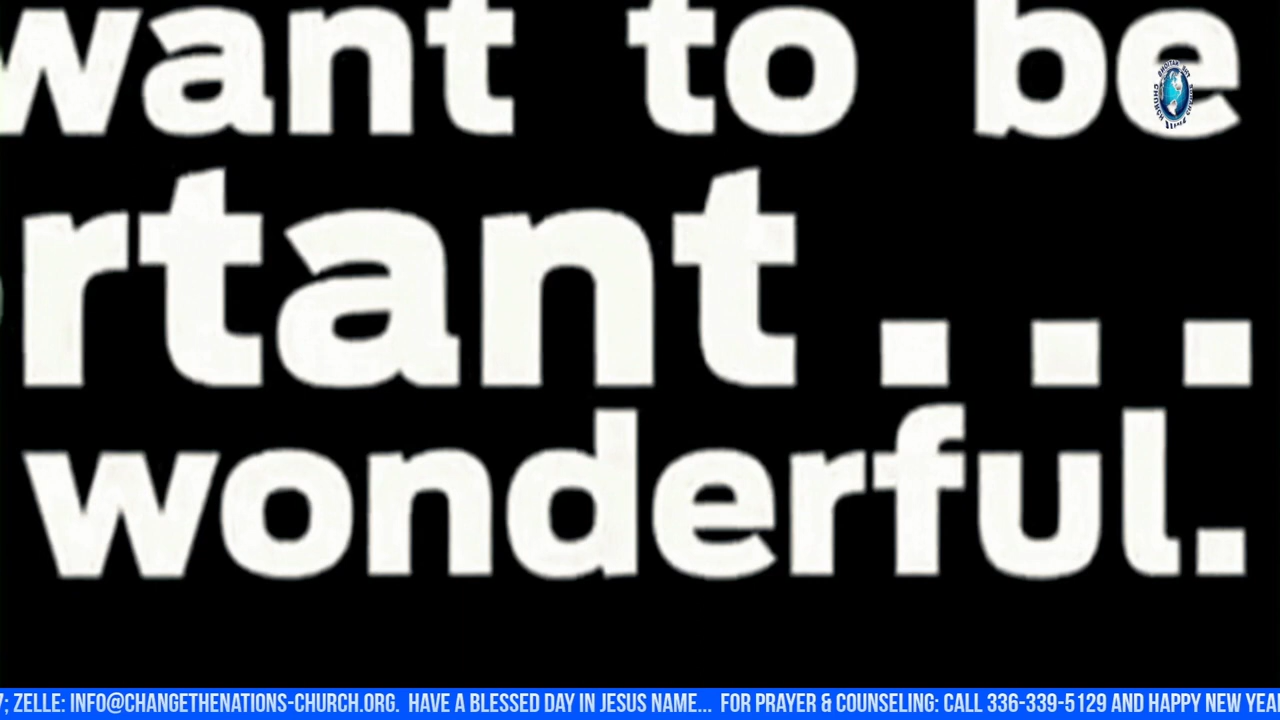 want to be
rtant...
wonderful.
7; ZELLE: INFO@CHANGETHENATIONS-CHURCH.ORG. HAVE A BLESSED DAY IN JESUS NAME... FOR PRAYER & COUNSELING: CALL 336-339-5129 AND HAPPY NEW YEA